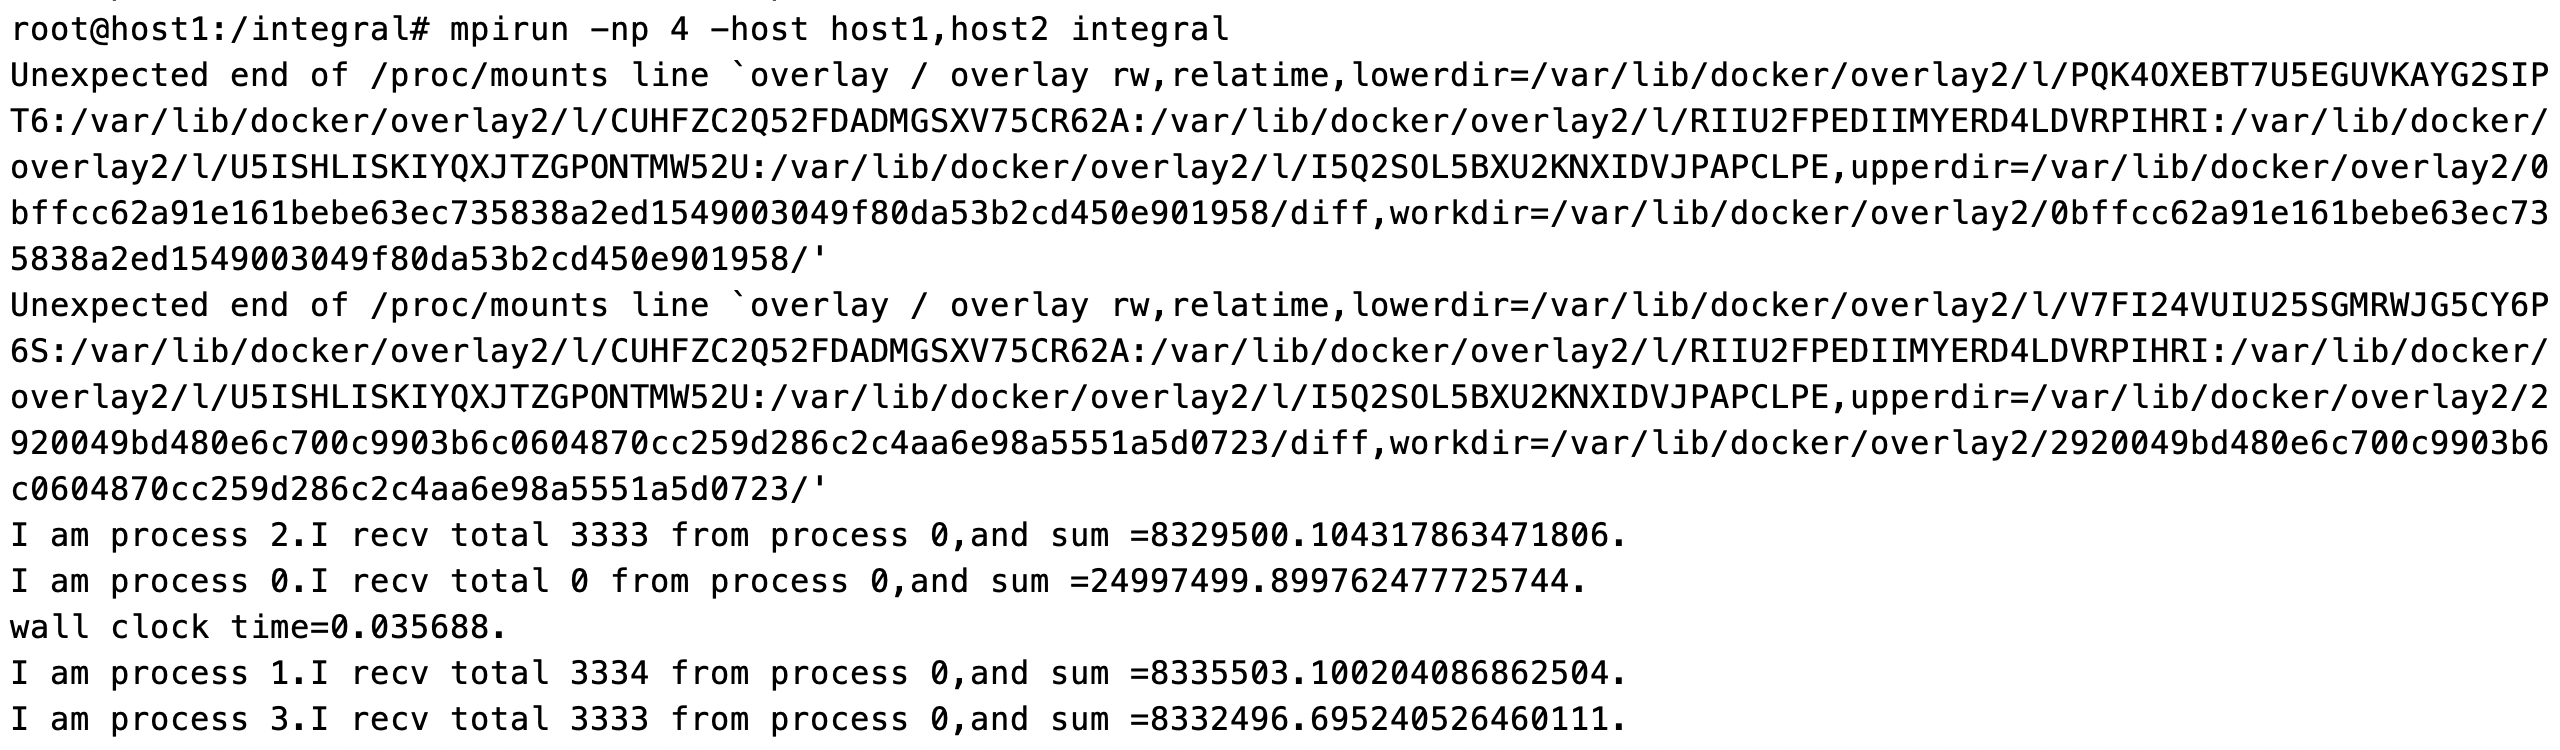 root@host1:/integral# mpirun -np 4 -host host1,host2 integral
Unexpected end of /proc/mounts line `overlay / overlay rw,relatime,lowerdir=/var/lib/docker/overlay2/l/PQK4OXEBT7U5EGUVKAYG2SIP
T6:/var/lib/docker/overlay2/l/CUHFZC2Q52FDADMGSXV75CR62A:/var/lib/docker/overlay2/l/RIIU2FPEDIIMYERD4LDVRPIHRI:/var/lib/docker/
overlay2/l/U5ISHLISKIYQXJTZGPONTMW52U:/var/lib/docker/overlay2/l/I5Q2SOL5BXU2KNXIDVJPAPCLPE,upperdir=/var/lib/docker/overlay2/0
bffcc62a91e161bebe63ec735838a2ed1549003049f80da53b2cd450e901958/diff,workdir=/var/lib/docker/overlay2/0bffcc62a91e161bebe63ec73
5838a2ed1549003049f80da53b2cd450e901958/'
Unexpected end of /proc/mounts line `overlay / overlay rw,relatime,lowerdir=/var/lib/docker/overlay2/l/V7FI24VUIU25SGMRWJG5CY6P
6S:/var/lib/docker/overlay2/l/CUHFZC2Q52FDADMGSXV75CR62A:/var/lib/docker/overlay2/l/RIIU2FPEDIIMYERD4LDVRPIHRI:/var/lib/docker/
overlay2/l/U5ISHLISKIYQXJTZGPONTMW52U:/var/lib/docker/overlay2/l/I5Q2SOL5BXU2KNXIDVJPAPCLPE,upperdir=/var/lib/docker/overlay2/2
920049bd480e6c700c9903b6c0604870cc259d286c2c4aa6e98a5551a5d0723/diff,workdir=/var/lib/docker/overlay2/2920049bd480e6c700c9903b6
c0604870cc259d286c2c4aa6e98a5551a5d0723/'
I am process 2.I recv total 3333 from process 0,and sum =8329500.104317863471806.
I am process 0.I recv total 0 from process 0,and sum =24997499.899762477725744.
wall clock time=0.035688.
I am process 1.I recv total 3334 from process 0,and sum =8335503.100204086862504.
I am process 3.I recv total 3333 from process 0,and sum =8332496.695240526460111.